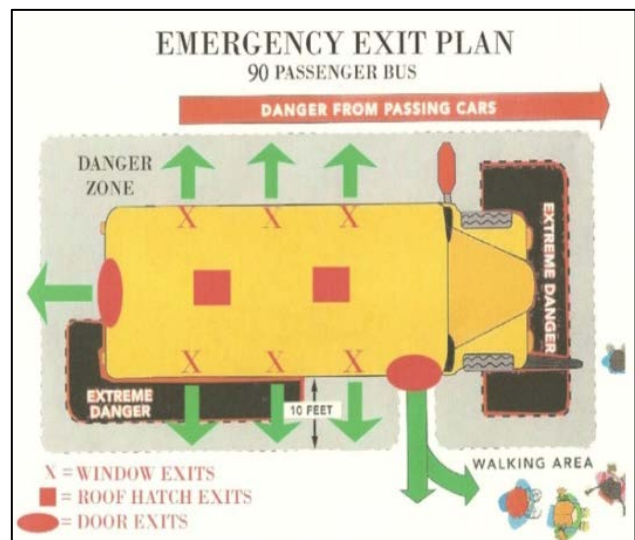 EMERGENCY EXIT PLAN
90 PASSENGER BUS
DANGER FROM PASSING CARS
DANGER
ZONE
X X X
EXTREME DANGER
X X X
EXTREME
DANGER
10 FEET
WALKING AREA
X = WINDOW EXITS
= ROOF HATCH EXITS
= DOOR EXITS